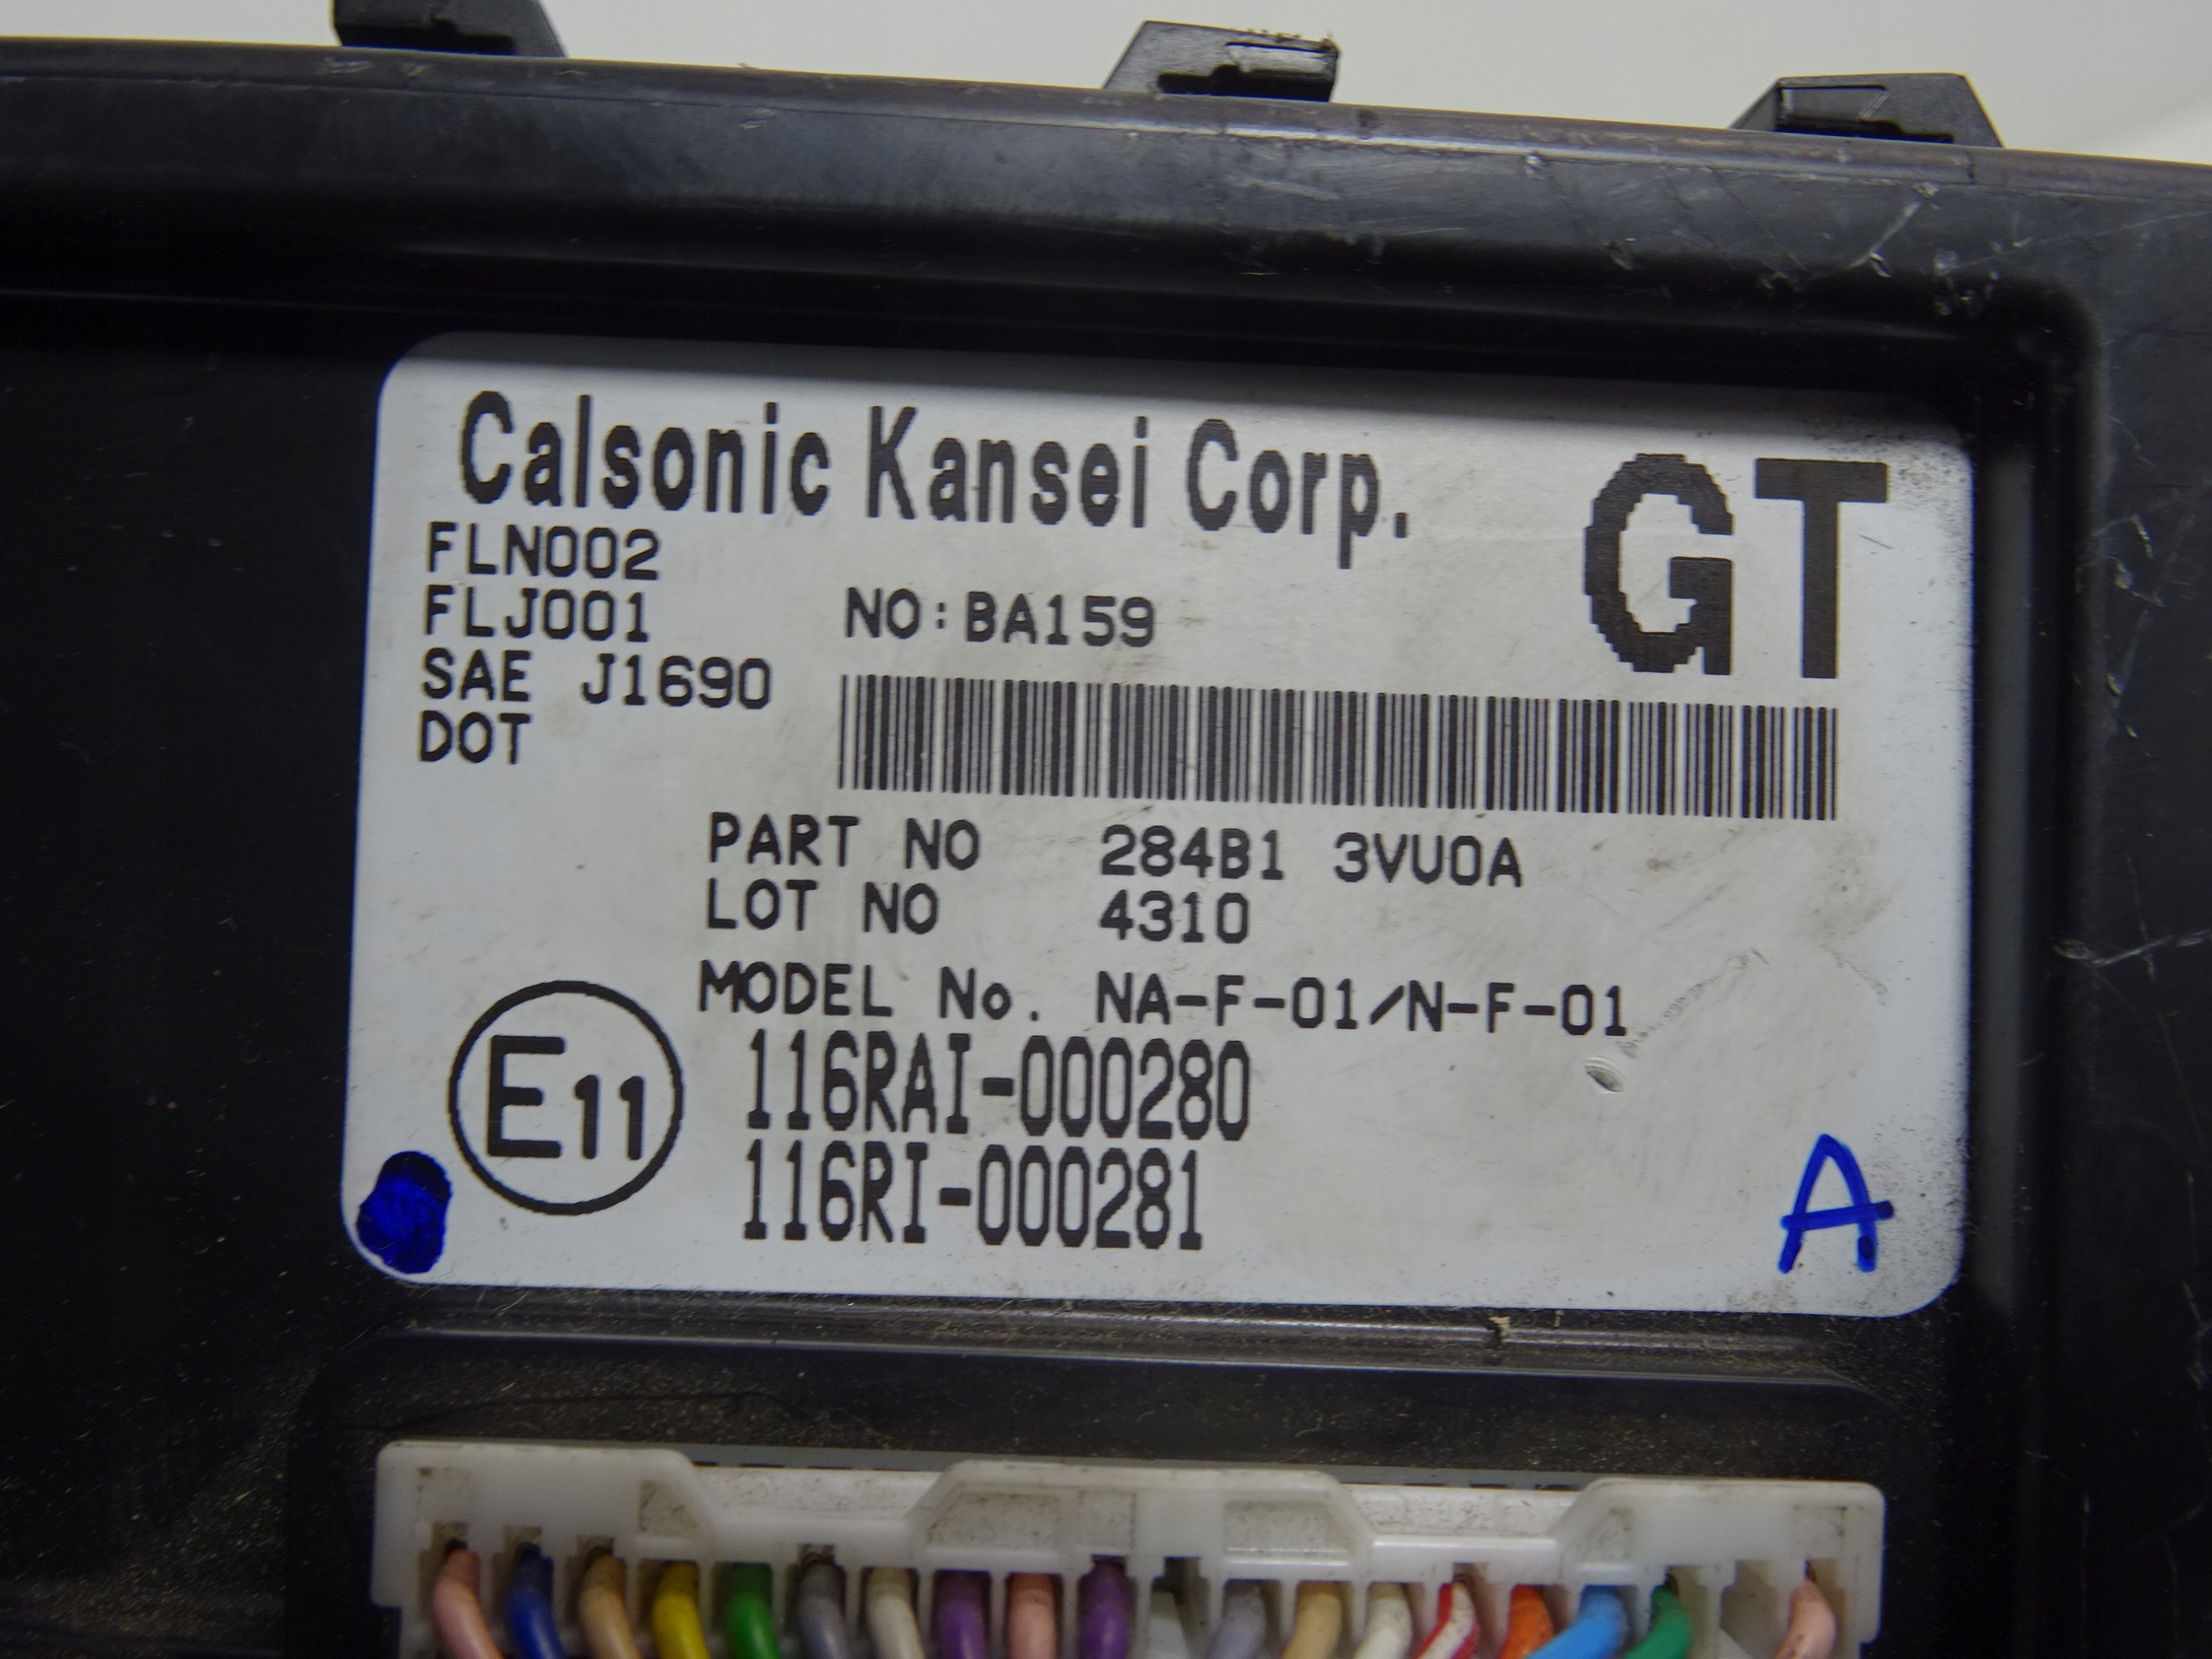 Calsonic Kansei Corp.
GT
FLN002
FLJ001
NO:BA159
SAE J1690
DOT
PART NO 284B1 3VU0A
LOT NO 4310
MODEL No. NA-F-01/N-F-01
E11
116RAI-000280
116RI-000281
A